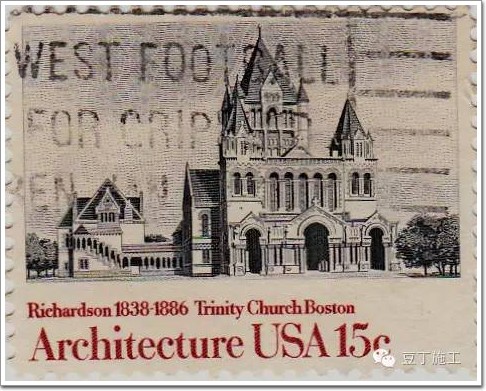 WEST FOOTBALL
FOR CRIP
Richardson 1838-1886 Trinity Church Boston
Architecture USA 15c
豆丁施工